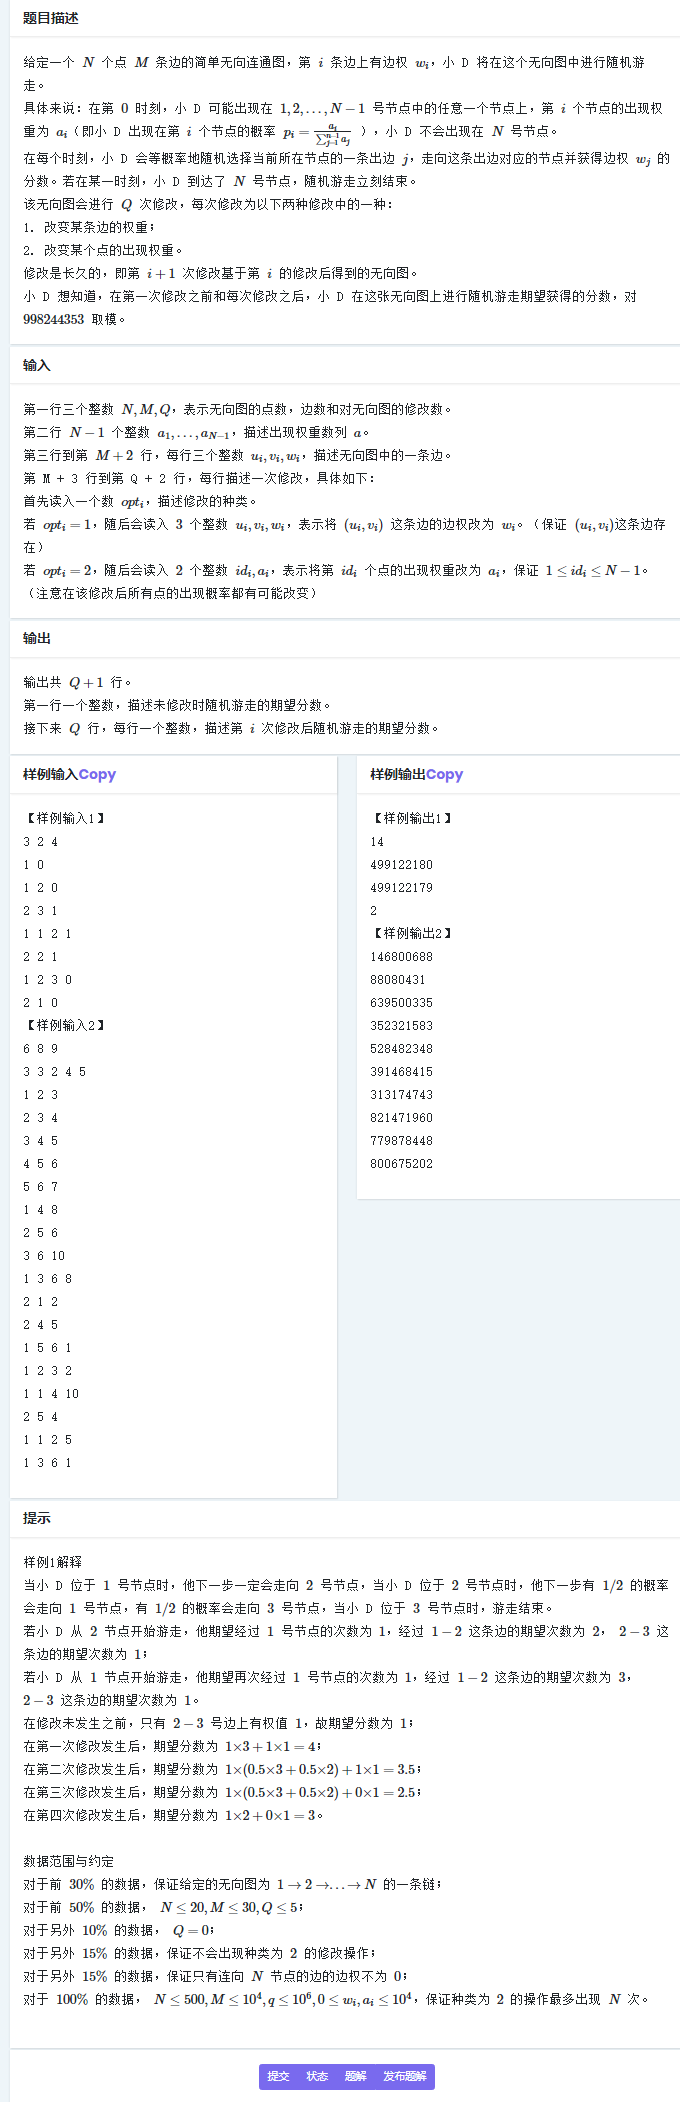 题目描述
给定一个 N 个点 M 条边的简单无向连通图, 第 i 条边上有边权 w_i, 小 D 将在这个无向图中进行随机游
走。
具体来说: 在第 0 时刻, 小 D 可能出现在 1, 2, ..., N − 1 号节点中的任意一个节点上, 第 i 个节点的出现权
重为 a_i (即小 D 出现在第 i 个节点的概率 p_i = a_i / ∑_{j=1}^{n−1} a_j ), 小 D 不会出现在 N 号节点。
在每个时刻, 小 D 会等概率地随机选择当前所在节点的一条出边 j, 走向这条出边对应的节点并获得边权 w_j 的
分数。若在某一时刻, 小 D 到达了 N 号节点, 随机游走立刻结束。
该无向图会进行 Q 次修改, 每次修改为以下两种修改中的一种:
1. 改变某条边的权重;
2. 改变某个点的出现权重。
修改是长久的, 即第 i + 1 次修改基于第 i 的修改后得到的无向图。
小 D 想知道, 在第一次修改之前和每次修改之后, 小 D 在这张无向图上进行随机游走期望获得的分数, 对
998244353 取模。
输入
第一行三个整数 N, M, Q, 表示无向图的点数, 边数和对无向图的修改数。
第二行 N − 1 个整数 a_1, ..., a_{N−1}, 描述出现权重数列 a。
第三行到第 M + 2 行, 每行三个整数 u_i, v_i, w_i, 描述无向图中的一条边。
第 M + 3 行到第 Q + 2 行, 每行描述一次修改, 具体如下:
首先读入一个数 opt_i, 描述修改的种类。
若 opt_i = 1, 随后会读入 3 个整数 u_i, v_i, w_i, 表示将 (u_i, v_i) 这条边的边权改为 w_i。(保证 (u_i, v_i)这条边存
在)
若 opt_i = 2, 随后会读入 2 个整数 id_i, a_i, 表示将第 id_i 个点的出现权重改为 a_i, 保证 1 ≤ id_i ≤ N − 1。
(注意在该修改后所有点的出现概率都有可能改变)
输出
输出共 Q + 1 行。
第一行一个整数, 描述未修改时随机游走的期望分数。
接下来 Q 行, 每行一个整数, 描述第 i 次修改后随机游走的期望分数。
样例输入Copy
【样例输入1】
3 2 4
1 0
1 2 0
2 3 1
1 1 2 1
2 2 1
1 2 3 0
2 1 0
【样例输入2】
6 8 9
3 3 2 4 5
1 2 3
2 3 4
3 4 5
4 5 6
5 6 7
1 4 8
2 5 6
3 6 10
1 3 6 8
2 1 2
2 4 5
1 5 6 1
1 2 3 2
1 1 4 10
2 5 4
1 1 2 5
1 3 6 1
样例输出Copy
【样例输出1】
14
499122180
499122179
2
【样例输出2】
146800688
88080431
639500335
352321583
528482348
391468415
313174743
821471960
779878448
800675202
提示
样例1解释
当小 D 位于 1 号节点时, 他下一步一定会走向 2 号节点, 当小 D 位于 2 号节点时, 他下一步有 1/2 的概率
会走向 1 号节点, 有 1/2 的概率会走向 3 号节点, 当小 D 位于 3 号节点时, 游走结束。
若小 D 从 2 节点开始游走, 他期望经过 1 号节点的次数为 1, 经过 1 − 2 这条边的期望次数为 2, 2 − 3 这
条边的期望次数为 1;
若小 D 从 1 节点开始游走, 他期望再次经过 1 号节点的次数为 1, 经过 1 − 2 这条边的期望次数为 3,
2 − 3 这条边的期望次数为 1。
在修改未发生之前, 只有 2 − 3 号边上有权值 1, 故期望分数为 1;
在第一次修改发生后, 期望分数为 1×3 + 1×1 = 4;
在第二次修改发生后, 期望分数为 1×(0.5×3 + 0.5×2) + 1×1 = 3.5;
在第三次修改发生后, 期望分数为 1×(0.5×3 + 0.5×2) + 0×1 = 2.5;
在第四次修改发生后, 期望分数为 1×2 + 0×1 = 3。
数据范围与约定
对于前 30% 的数据, 保证给定的无向图为 1 → 2 →. . .→ N 的一条链;
对于前 50% 的数据, N ≤ 20, M ≤ 30, Q ≤ 5;
对于另外 10% 的数据, Q = 0;
对于另外 15% 的数据, 保证不会出现种类为 2 的修改操作;
对于另外 15% 的数据, 保证只有连向 N 节点的边的边权不为 0;
对于 100% 的数据, N ≤ 500, M ≤ 10^4, q ≤ 10^6, 0 ≤ w_i, a_i ≤ 10^4, 保证种类为 2 的操作最多出现 N 次。
提交 状态 题解 发布题解